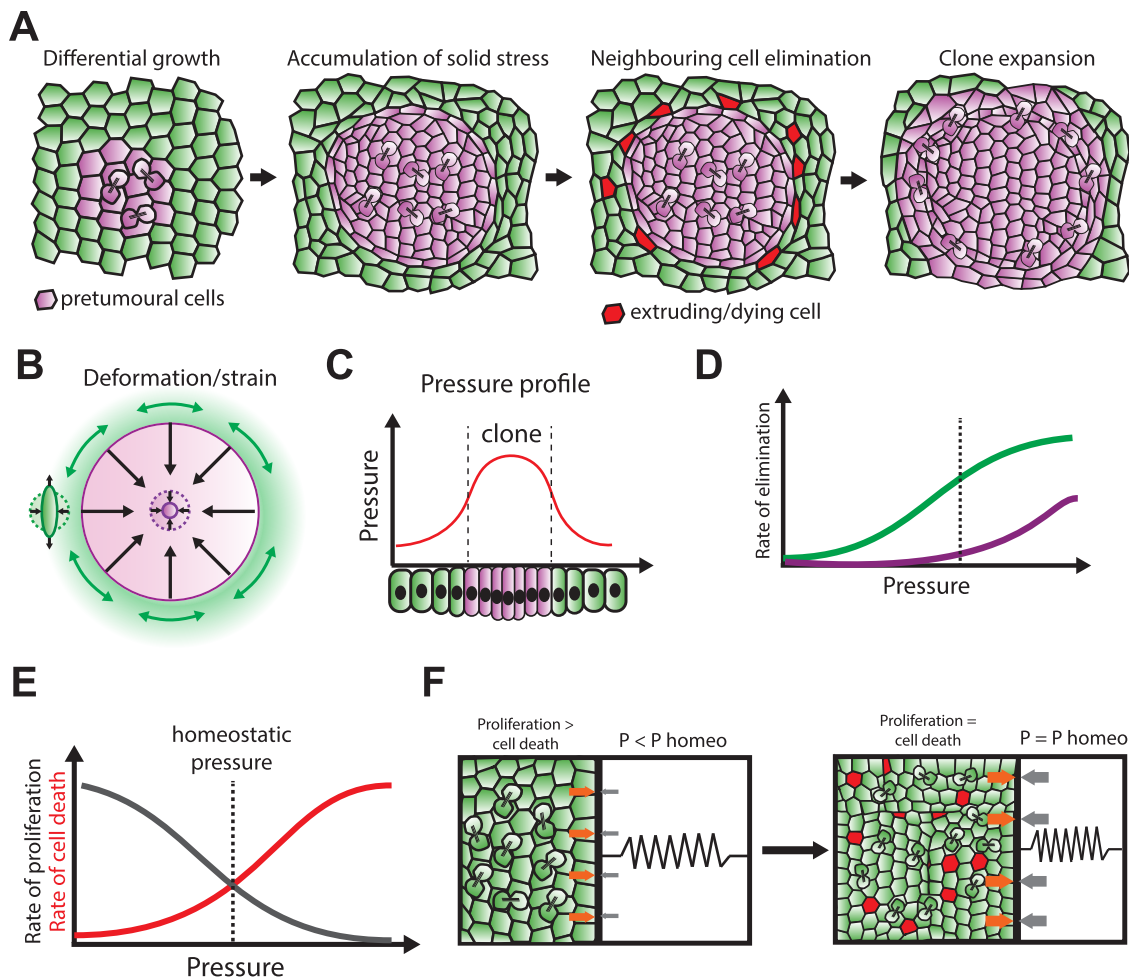 A
Differential growth
Accumulation of solid stress
Neighbouring cell elimination
Clone expansion
pretumoural cells
extruding/dying cell
B
Deformation/strain
C
Pressure profile
clone
Pressure
D
Rate of elimination
Pressure
E
Rate of proliferation
Rate of cell death
homeostatic
pressure
Pressure
F
Proliferation >
cell death
P < P homeo
Proliferation =
cell death
P = P homeo